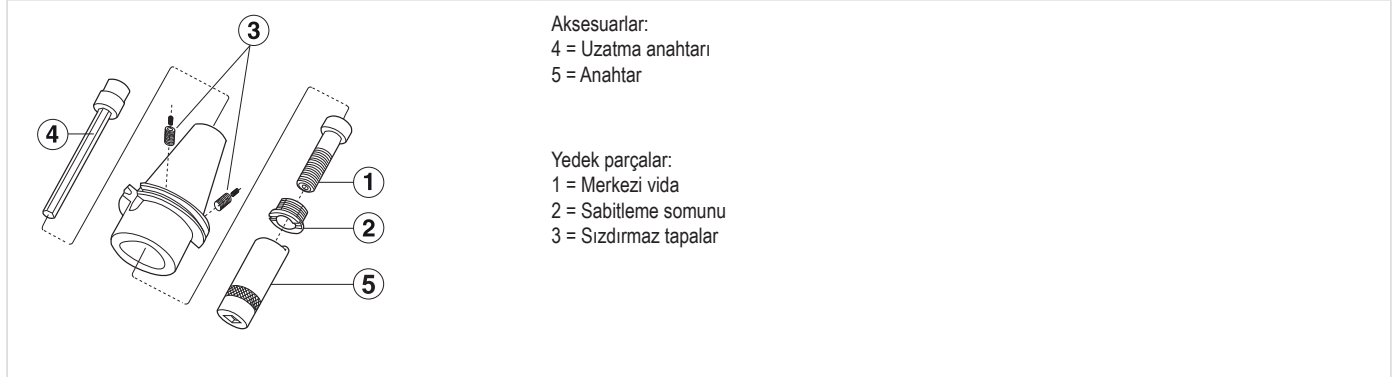 3
4
1
2
5
Aksesuarlar:
4 = Uzatma anahtarı
5 = Anahtar
Yedek parçalar:
1 = Merkezi vida
2 = Sabitleme somunu
3 = Sızdırmaz tapalar